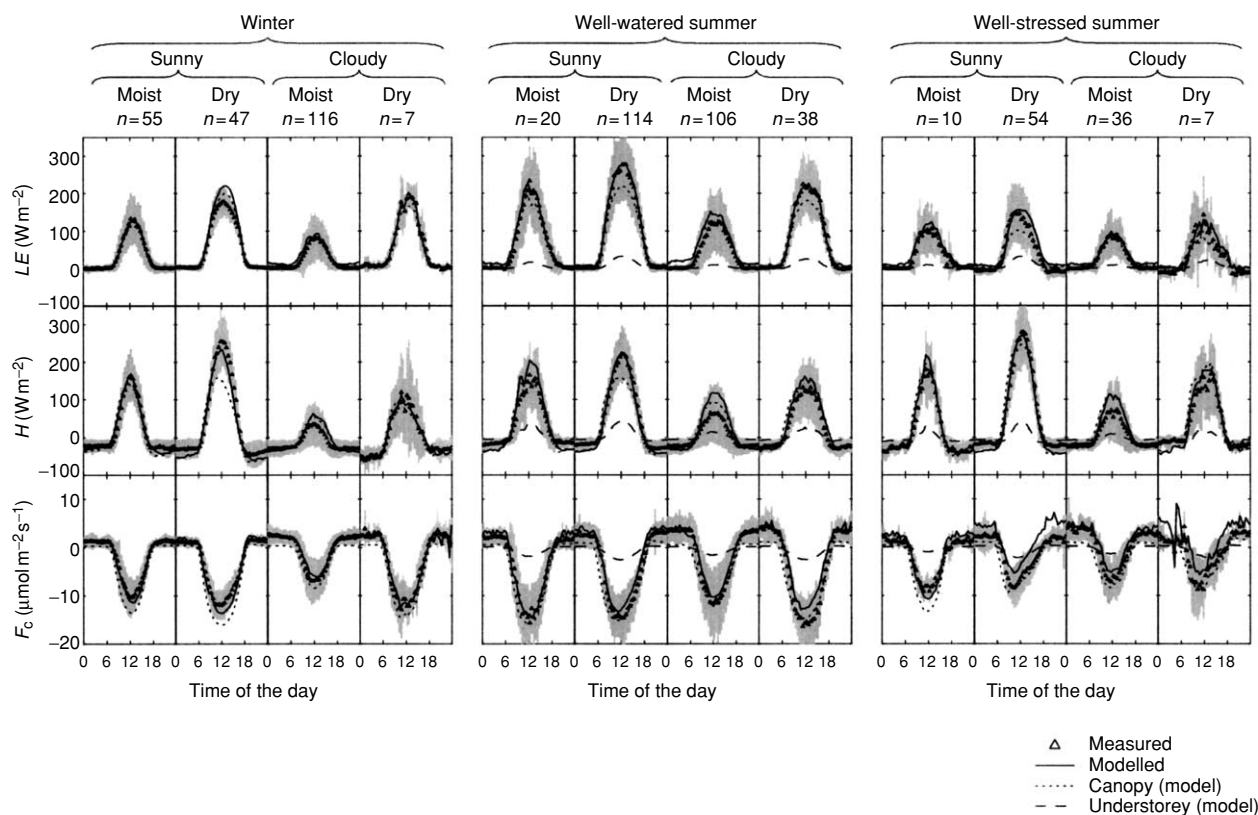 Winter Well-watered summer Well-stressed summer
Sunny Cloudy Sunny Cloudy Sunny Cloudy
Moist Dry Moist Dry Moist Dry Moist Dry Moist Dry Moist Dry
n=55 n=47 n=116 n=7 n=20 n=114 n=106 n=38 n=10 n=54 n=36 n=7
LE (W m−2)
300
200
100
0
−100
H (W m−2)
300
200
100
0
−100
Fc (μmol m−2 s−1)
10
0
−10
−20
0 6 12 18 0 6 12 18 0 6 12 18 0 6 12 18 0 6 12 18 0 6 12 18 0 6 12 18 0 6 12 18 0 6 12 18 0 6 12 18 0 6 12 18 0 6 12 18
Time of the day Time of the day Time of the day
Measured
Modelled
Canopy (model)
Understorey (model)